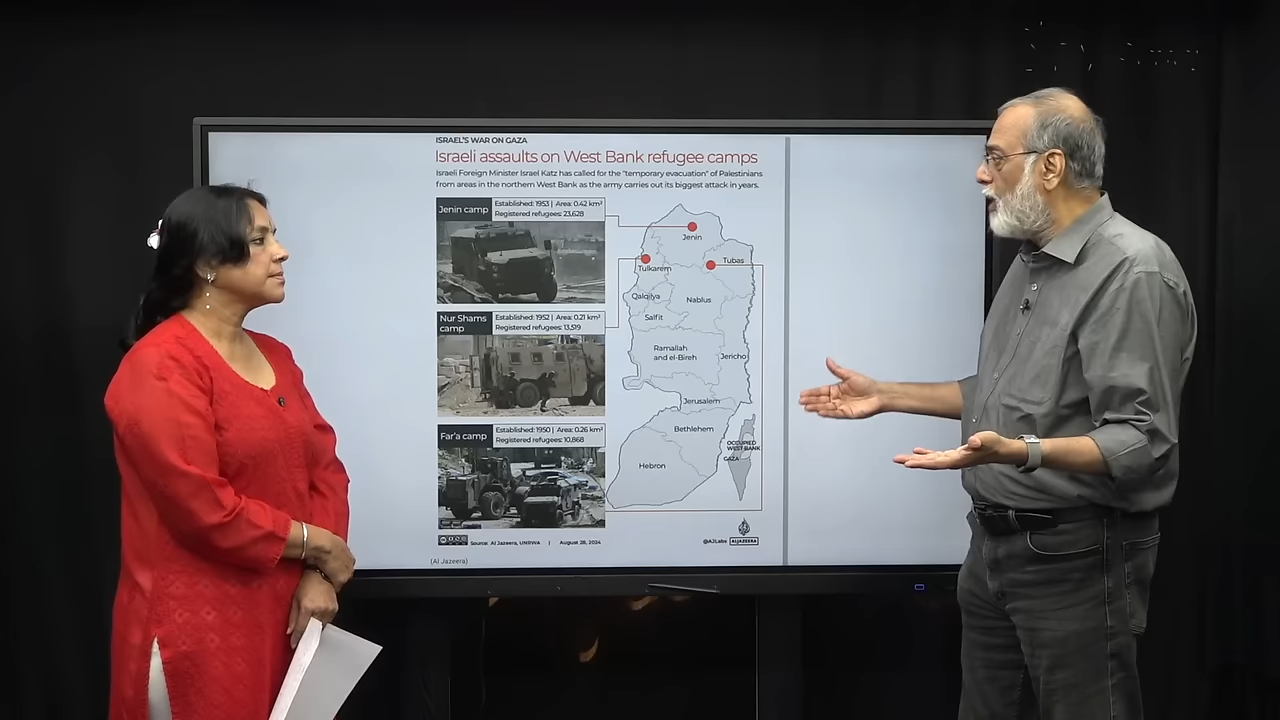 ISRAEL'S WAR ON GAZA
Israeli assaults on West Bank refugee camps
Israeli Foreign Minister Israel Katz has called for the "temporary evacuation" of Palestinians
from areas in the northern West Bank as the army carries out its biggest attack in years.
Jenin camp
Established: 1953 | Area: 0.42 km²
Registered refugees: 23,628
Nur Shams
camp
Established: 1952 | Area: 0.21 km²
Registered refugees: 13,519
Far'a camp
Established: 1950 | Area: 0.26 km²
Registered refugees: 10,868
Jenin
Tubas
Tulkarem
Qalqilya
Nablus
Salfit
Ramallah
and el-Bireh
Jericho
Jerusalem
Bethlehem
Hebron
OCCUPIED
WEST BANK
GAZA
Source: Al Jazeera, UNRWA | August 28, 2024
@AJLabs
ALJAZEERA
(Al Jazeera)